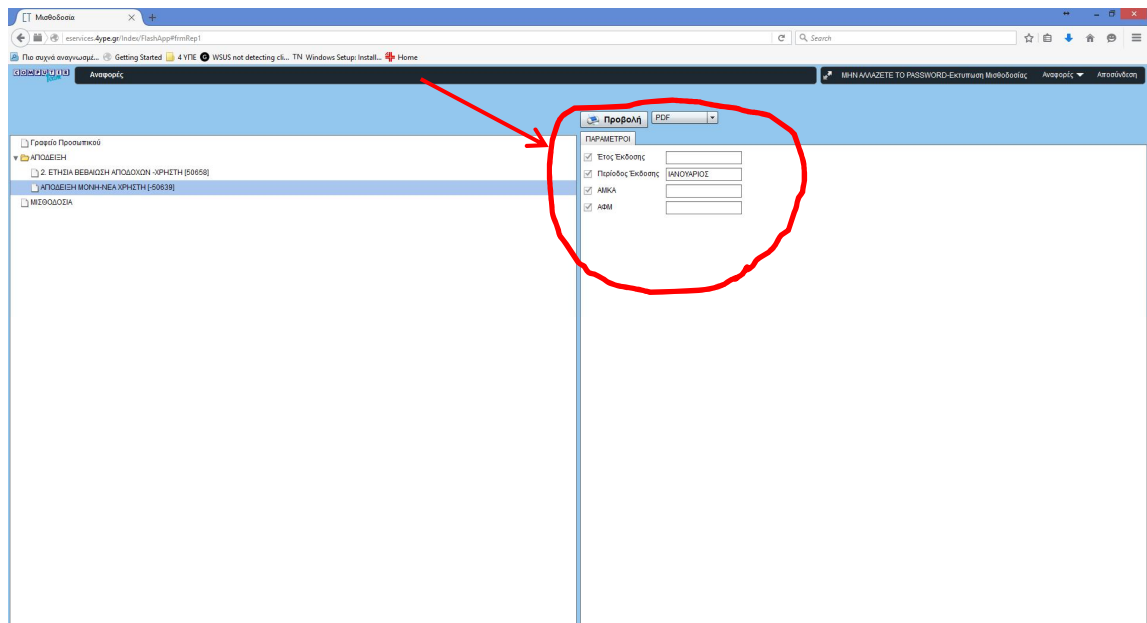 Μισθοδοσία
eservices.4ype.gr/Index/FlashApp#frmRep1
Search
Πιο συχνά αναγνωσμέ... Getting Started 4 ΥΠΕ WSUS not detecting cli... TN Windows Setup: Install... Home
COMPUTER Αναφορές
ΜΗΝ ΑΛΛΑΖΕΤΕ ΤΟ PASSWORD-Εκτυπωση Μισθοδοσίας Αναφορές Αποσύνδεση
Προβολή PDF
ΠΑΡΑΜΕΤΡΟΙ
Γραφείο Προσωπικού
ΑΠΟΔΕΙΞΗ
2. ΕΤΗΣΙΑ ΒΕΒΑΙΩΣΗ ΑΠΟΔΟΧΩΝ -ΧΡΗΣΤΗ [50658]
ΑΠΟΔΕΙΞΗ ΜΟΝΗ-ΝΕΑ ΧΡΗΣΤΗ [-50639]
ΜΙΣΘΟΔΟΣΙΑ
Έτος Έκδοσης
Περίοδος Έκδοσης ΙΑΝΟΥΑΡΙΟΣ
ΑΜΚΑ
ΑΦΜ